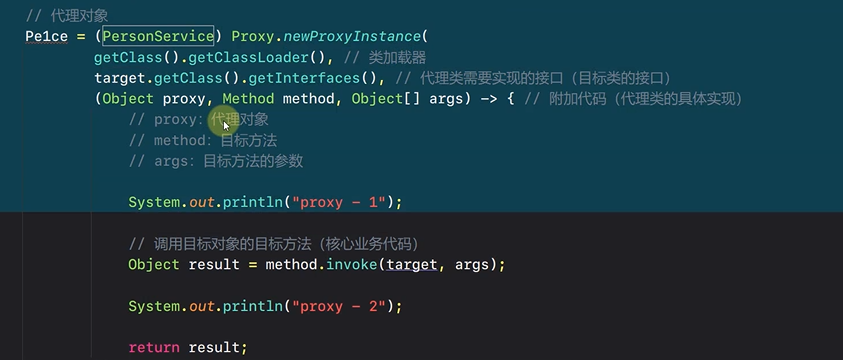 // 代理对象
Pe1ce = (PersonService) Proxy.newProxyInstance(
getClass().getClassLoader(), // 类加载器
target.getClass().getInterfaces(), // 代理类需要实现的接口（目标类的接口）
(Object proxy, Method method, Object[] args) -> { // 附加代码（代理类的具体实现）
// proxy：代理对象
// method：目标方法
// args：目标方法的参数
System.out.println("proxy - 1");
// 调用目标对象的目标方法（核心业务代码）
Object result = method.invoke(target, args);
System.out.println("proxy - 2");
return result;